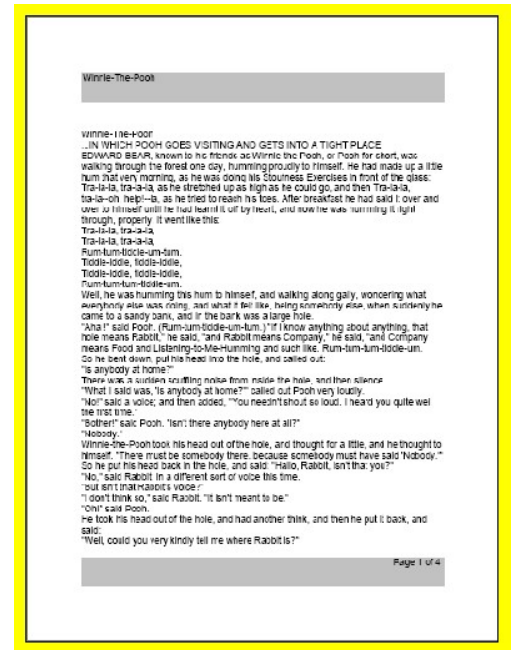 Winnie-The-Pooh
Winnie-The-Pooh
...IN WHICH POOH GOES VISITING AND GETS INTO A TIGHT PLACE
EDWARD BEAR, known to his friends as Winnie the Pooh, or Pooh for short, was
walking through the forest one day, humming proudly to himself. He had made up a little
hum that very morning, as he was doing his Stoutness Exercises in front of the glass:
Tra-la-la, tra-la-la, as he stretched up as high as he could go, and then Tra-la-la,
tra-la--oh, help!--la, as he tried to reach his toes. After breakfast he had said it over and
over to himself until he had learnt it off by heart, and now he was humming it right
through, properly. It went like this:
Tra-la-la, tra-la-la,
Tra-la-la, tra-la-la,
Rum-tum-tiddle-um-tum.
Tiddle-iddle, tiddle-iddle,
Tiddle-iddle, tiddle-iddle,
Rum-tum-tum-tiddle-um.
Well, he was humming this hum to himself, and walking along gaily, wondering what
everybody else was doing, and what it felt like, being somebody else, when suddenly he
came to a sandy bank, and in the bank was a large hole.
"Aha!" said Pooh. (Rum-tum-tiddle-um-tum.) "If I know anything about anything, that
hole means Rabbit," he said, "and Rabbit means Company," he said, "and Company
means Food and Listening-to-Me-Humming and such like. Rum-tum-tum-tiddle-um.
So he bent down, put his head into the hole, and called out:
"Is anybody at home?"
There was a sudden scuffling noise from inside the hole, and then silence.
"What I said was, 'Is anybody at home?'" called out Pooh very loudly.
"No!" said a voice; and then added, "You needn't shout so loud. I heard you quite well
the first time."
"Bother!" said Pooh. "Isn't there anybody here at all?"
"Nobody."
Winnie-the-Pooh took his head out of the hole, and thought for a little, and he thought to
himself, "There must be somebody there, because somebody must have said 'Nobody.'"
So he put his head back in the hole, and said: "Hallo, Rabbit, isn't that you?"
"No," said Rabbit, in a different sort of voice this time.
"But isn't that Rabbit's voice?"
"I don't think so," said Rabbit. "It isn't meant to be."
"Oh!" said Pooh.
He took his head out of the hole, and had another think, and then he put it back, and
said:
"Well, could you very kindly tell me where Rabbit is?"
Page 1 of 4